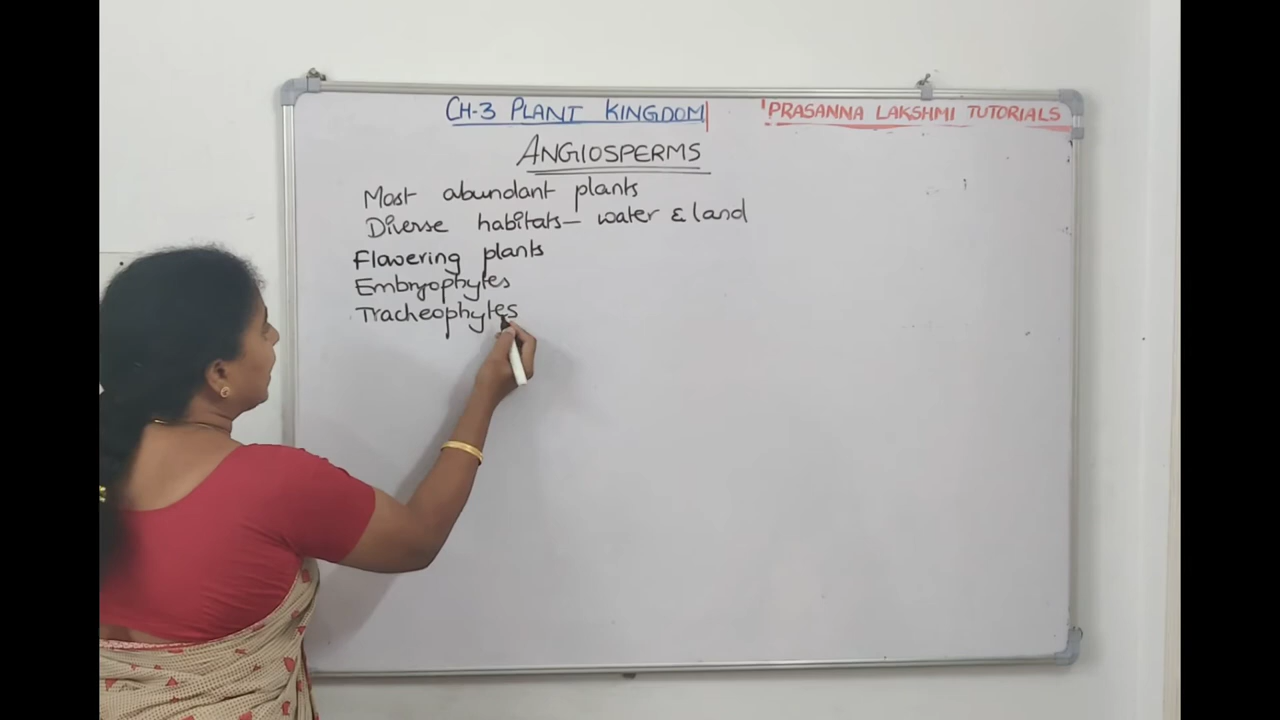 CH-3 PLANT KINGDOM
PRASANNA LAKSHMI TUTORIALS
ANGIOSPERMS
Most abundant plants
Diverse habitats- water & land
Flowering plants
Embryophytes
Tracheophytes